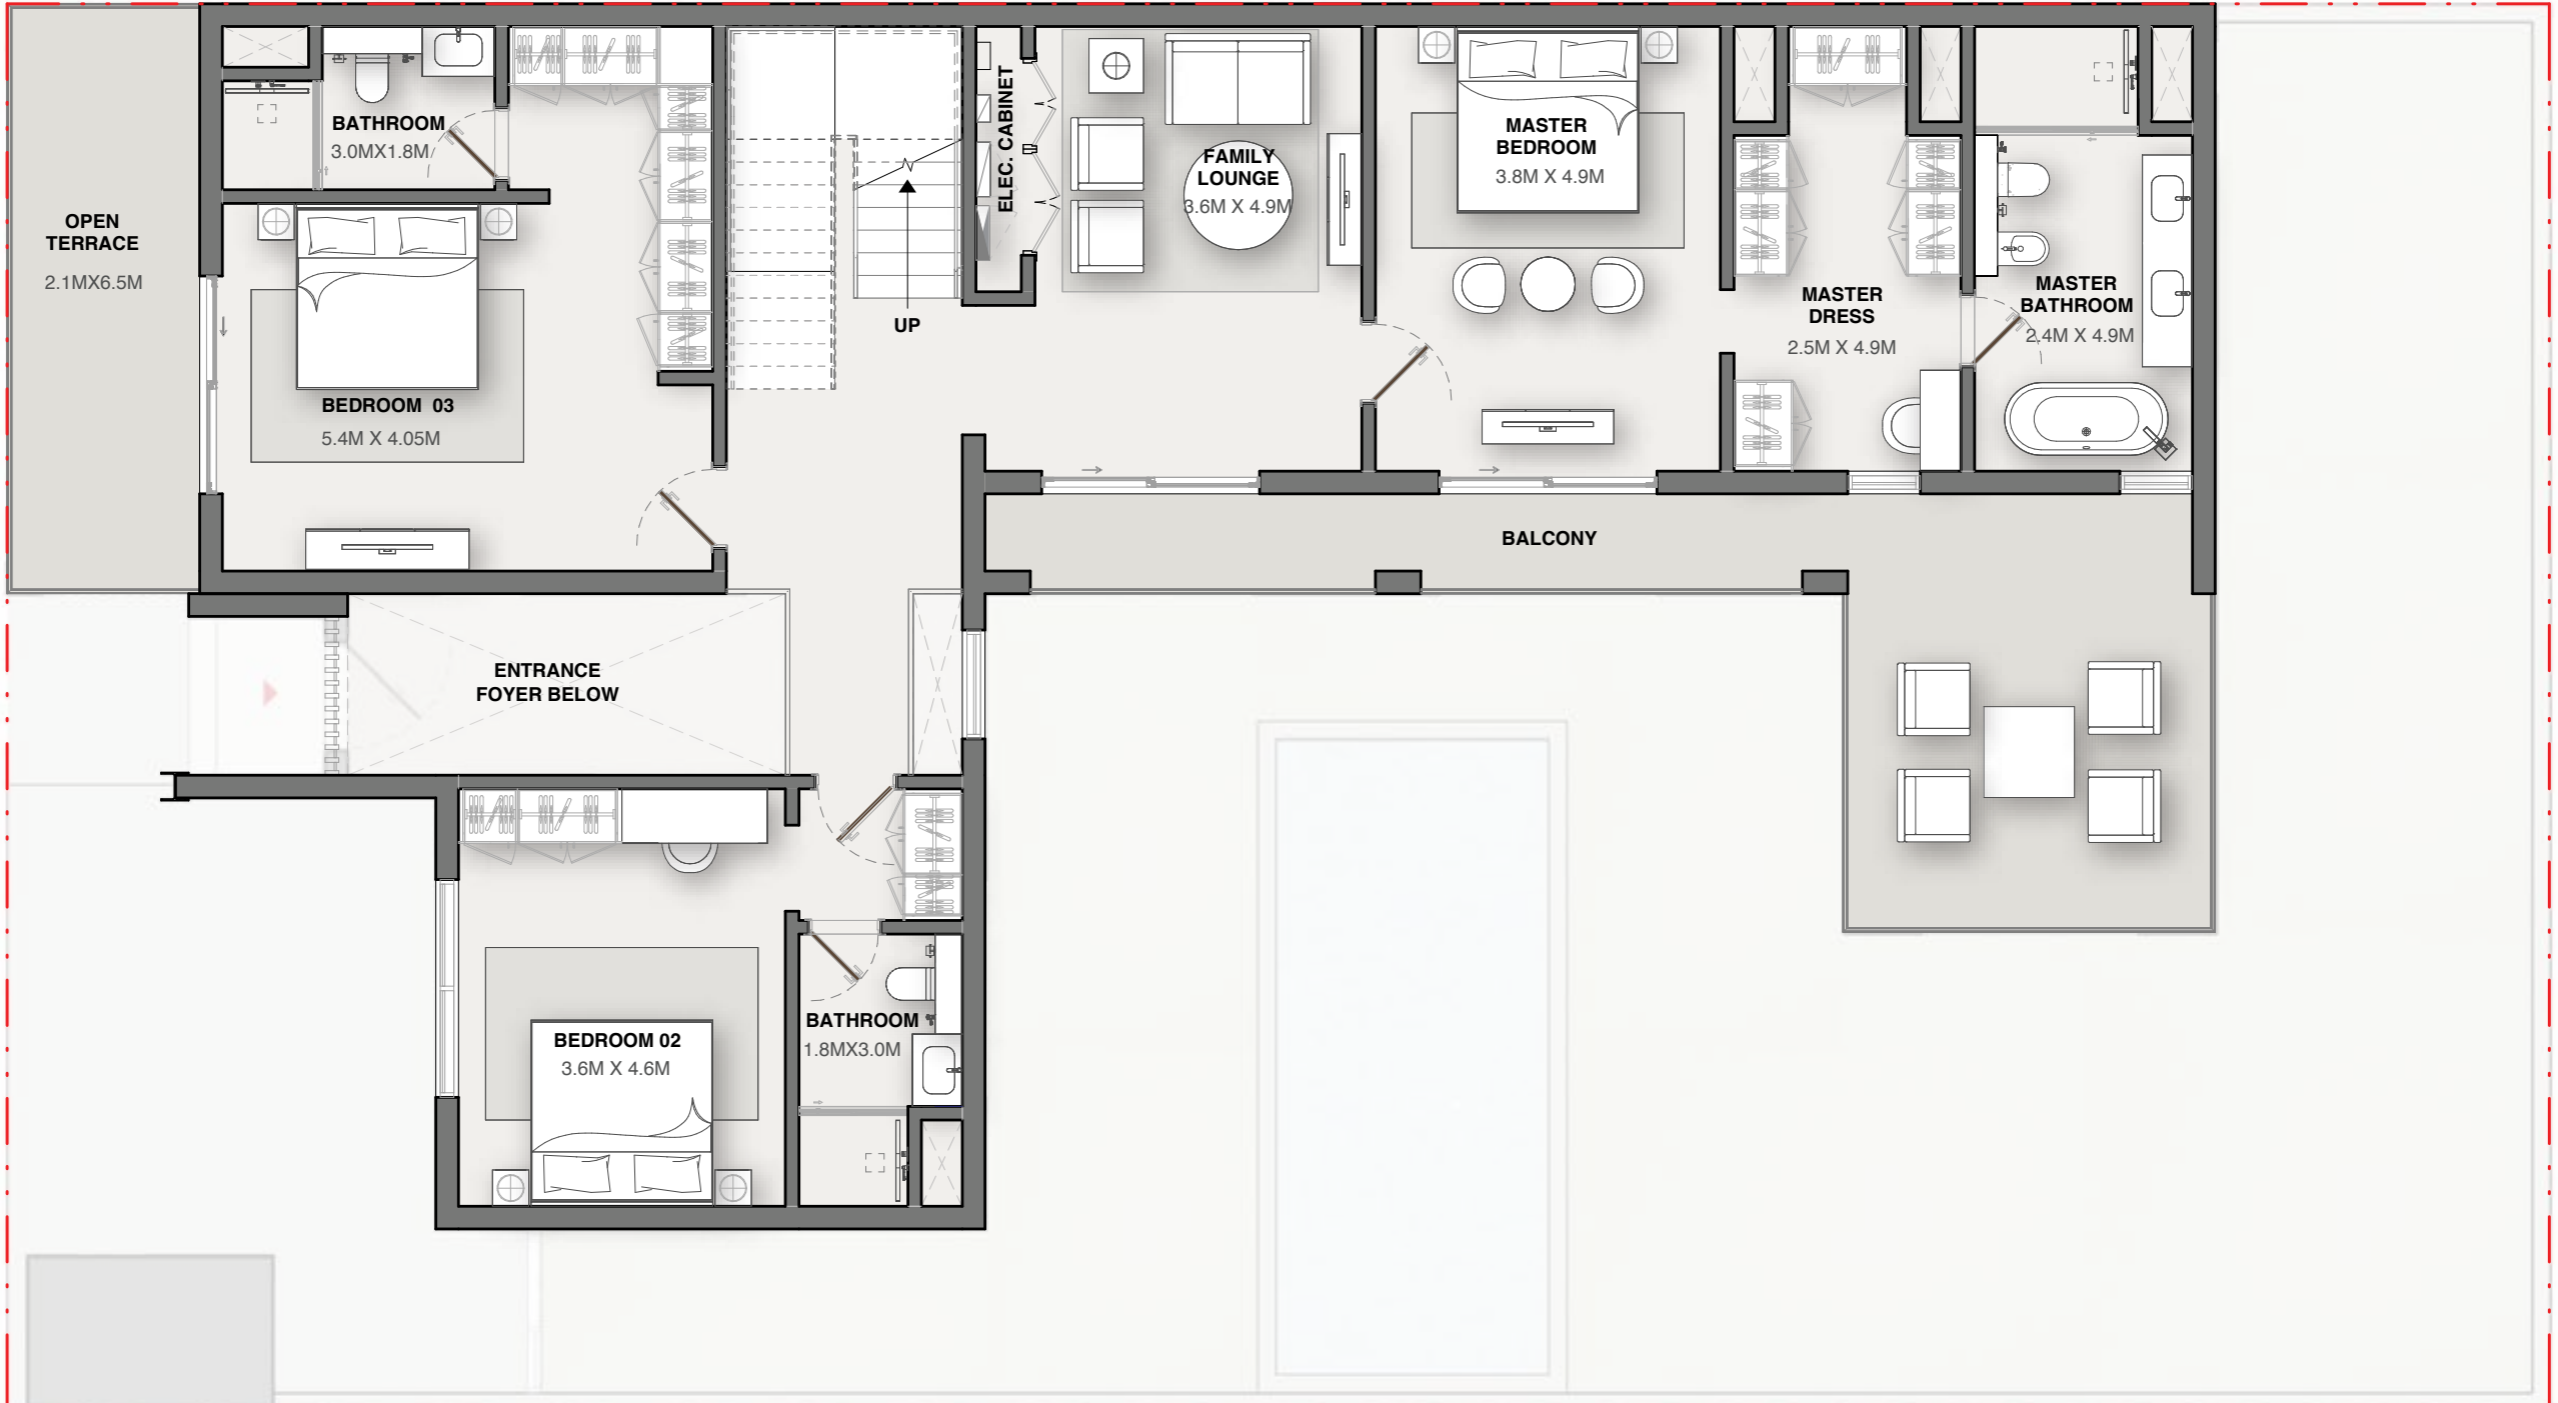 BATHROOM
3.0MX1.8M
OPEN
TERRACE
2.1MX6.5M
BEDROOM  03
5.4M X 4.05M
UP
ELEC. CABINET
FAMILY
LOUNGE
3.6M X 4.9M
MASTER
BEDROOM
3.8M X 4.9M
MASTER
DRESS
2.5M X 4.9M
MASTER
BATHROOM
2.4M X 4.9M
BALCONY
ENTRANCE
FOYER BELOW
BEDROOM 02
3.6M X 4.6M
BATHROOM
1.8MX3.0M